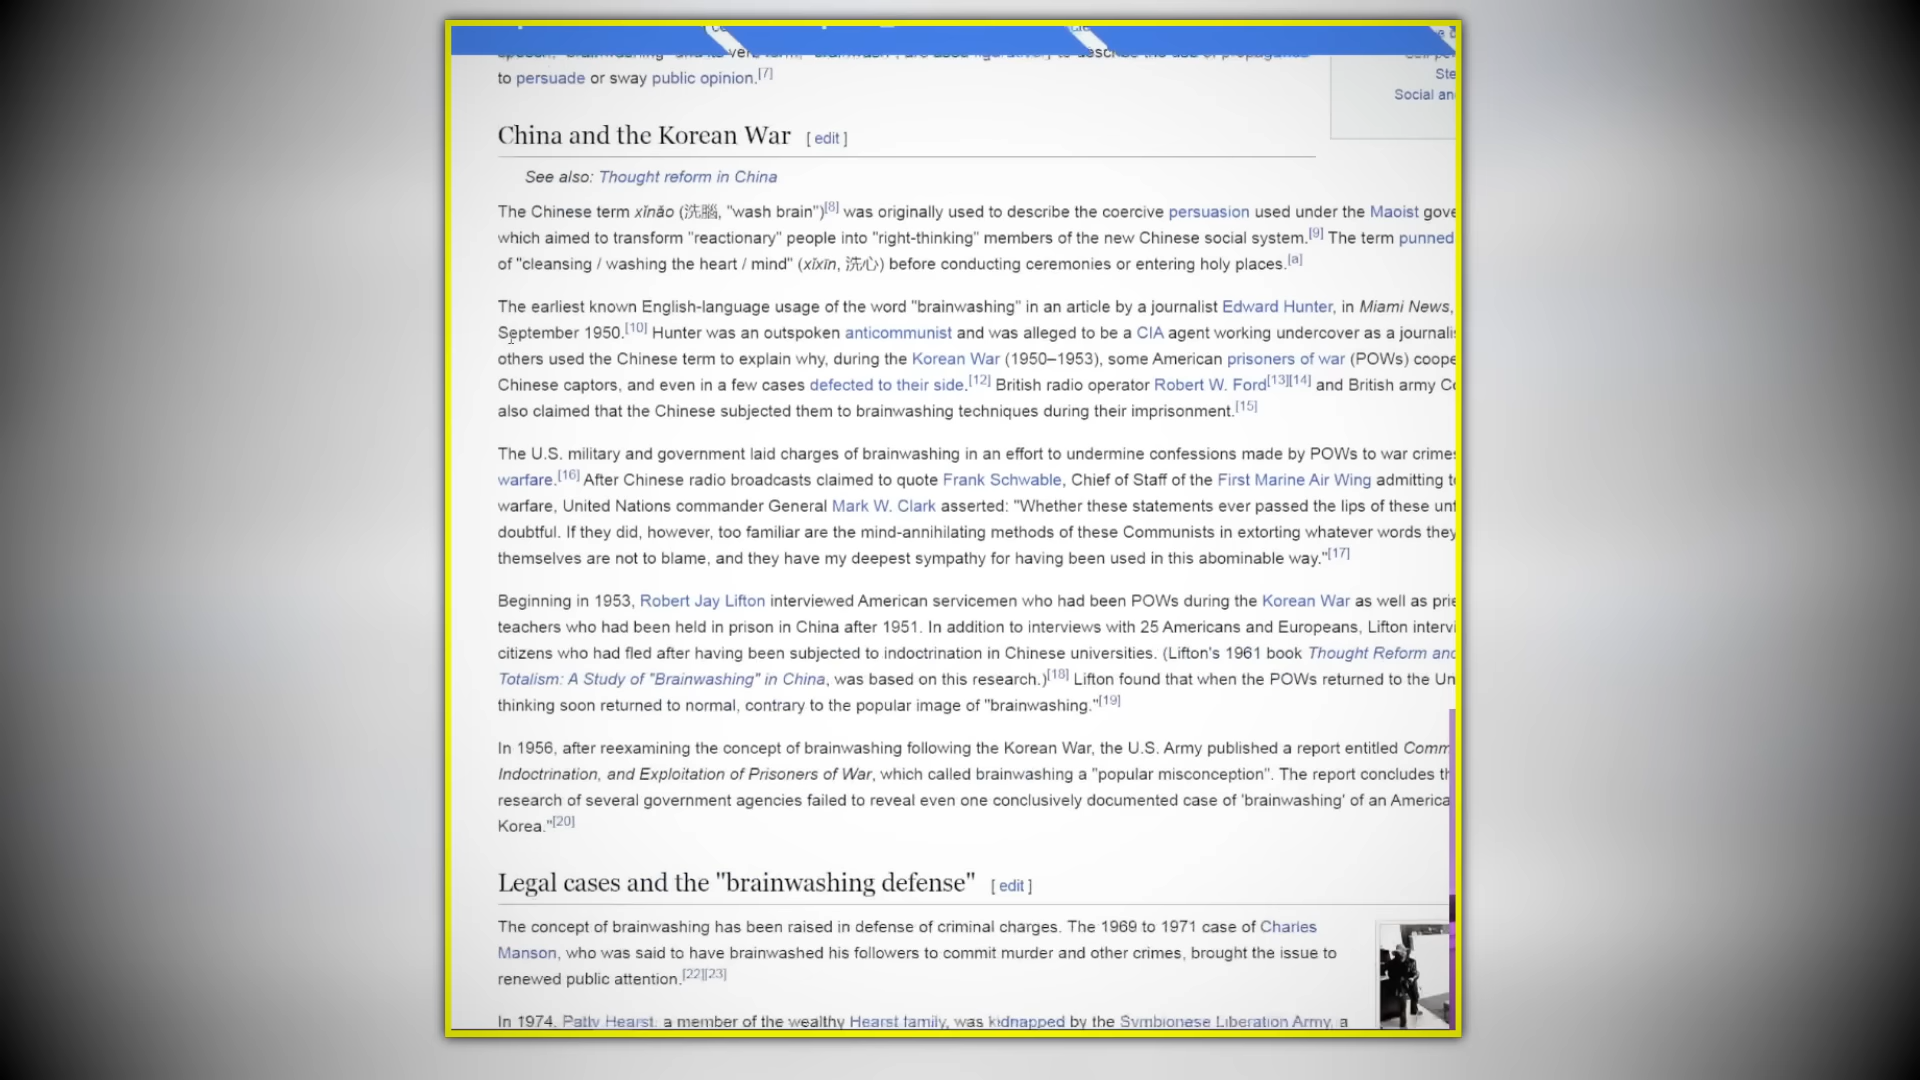 to persuade or sway public opinion.[7]
Ste
Social an
China and the Korean War [ edit ]
See also: Thought reform in China
The Chinese term xǐnǎo (洗腦, "wash brain")[8] was originally used to describe the coercive persuasion used under the Maoist gove
which aimed to transform "reactionary" people into "right-thinking" members of the new Chinese social system.[9] The term punned
of "cleansing / washing the heart / mind" (xǐxīn, 洗心) before conducting ceremonies or entering holy places.[a]
The earliest known English-language usage of the word "brainwashing" in an article by a journalist Edward Hunter, in Miami News,
September 1950.[10] Hunter was an outspoken anticommunist and was alleged to be a CIA agent working undercover as a journalis
others used the Chinese term to explain why, during the Korean War (1950–1953), some American prisoners of war (POWs) coope
Chinese captors, and even in a few cases defected to their side.[12] British radio operator Robert W. Ford[13][14] and British army Co
also claimed that the Chinese subjected them to brainwashing techniques during their imprisonment.[15]
The U.S. military and government laid charges of brainwashing in an effort to undermine confessions made by POWs to war crimes
warfare.[16] After Chinese radio broadcasts claimed to quote Frank Schwable, Chief of Staff of the First Marine Air Wing admitting to
warfare, United Nations commander General Mark W. Clark asserted: "Whether these statements ever passed the lips of these unf
doubtful. If they did, however, too familiar are the mind-annihilating methods of these Communists in extorting whatever words they
themselves are not to blame, and they have my deepest sympathy for having been used in this abominable way."[17]
Beginning in 1953, Robert Jay Lifton interviewed American servicemen who had been POWs during the Korean War as well as prie
teachers who had been held in prison in China after 1951. In addition to interviews with 25 Americans and Europeans, Lifton intervi
citizens who had fled after having been subjected to indoctrination in Chinese universities. (Lifton's 1961 book Thought Reform and
Totalism: A Study of "Brainwashing" in China, was based on this research.)[18] Lifton found that when the POWs returned to the Un
thinking soon returned to normal, contrary to the popular image of "brainwashing."[19]
In 1956, after reexamining the concept of brainwashing following the Korean War, the U.S. Army published a report entitled Comm
Indoctrination, and Exploitation of Prisoners of War, which called brainwashing a "popular misconception". The report concludes th
research of several government agencies failed to reveal even one conclusively documented case of 'brainwashing' of an America
Korea."[20]
Legal cases and the "brainwashing defense" [ edit ]
The concept of brainwashing has been raised in defense of criminal charges. The 1969 to 1971 case of Charles
Manson, who was said to have brainwashed his followers to commit murder and other crimes, brought the issue to
renewed public attention.[22][23]
In 1974, Patty Hearst, a member of the wealthy Hearst family, was kidnapped by the Symbionese Liberation Army, a